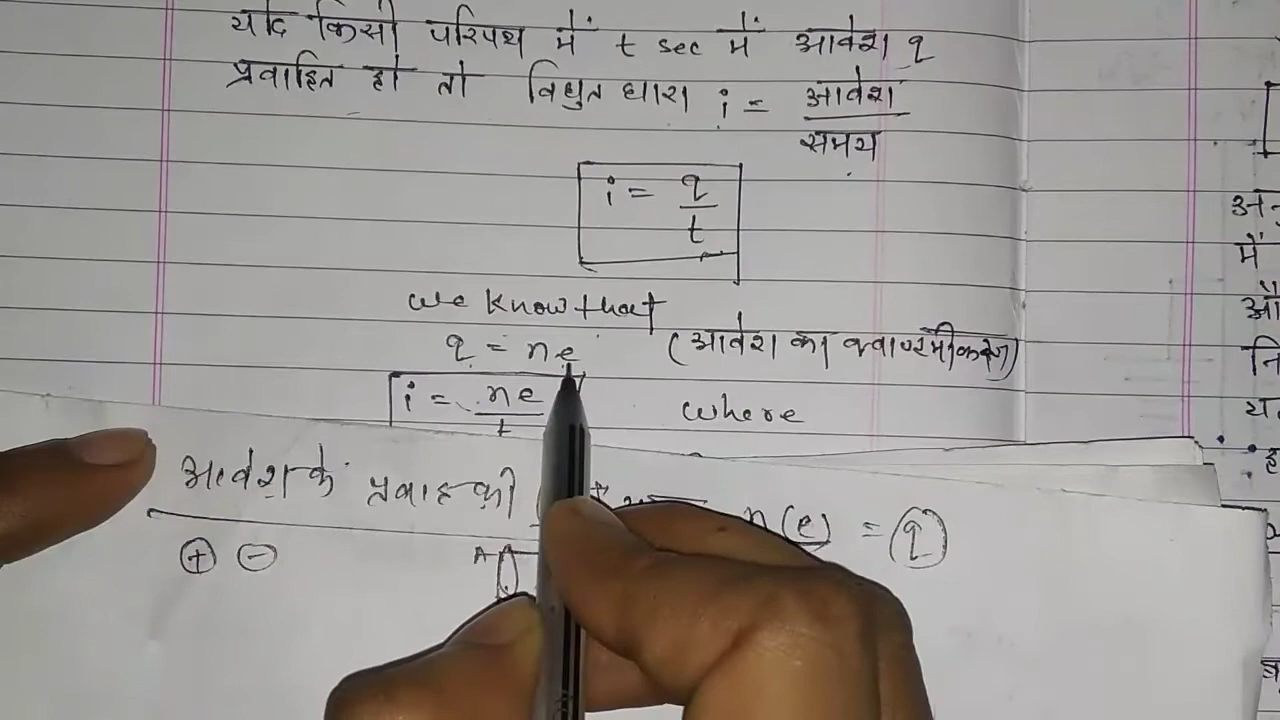 यदि किसी परिपथ में t sec में आवेश q
प्रवाहित हो तो विधुत धारा i = आवेश
समय
i = q
t
we know that
q = ne (आवेश का क्वाण्टमीकरण)
i = ne where
t
आवेश के प्रवाह की n(e) = q
+ -
A
में
नि